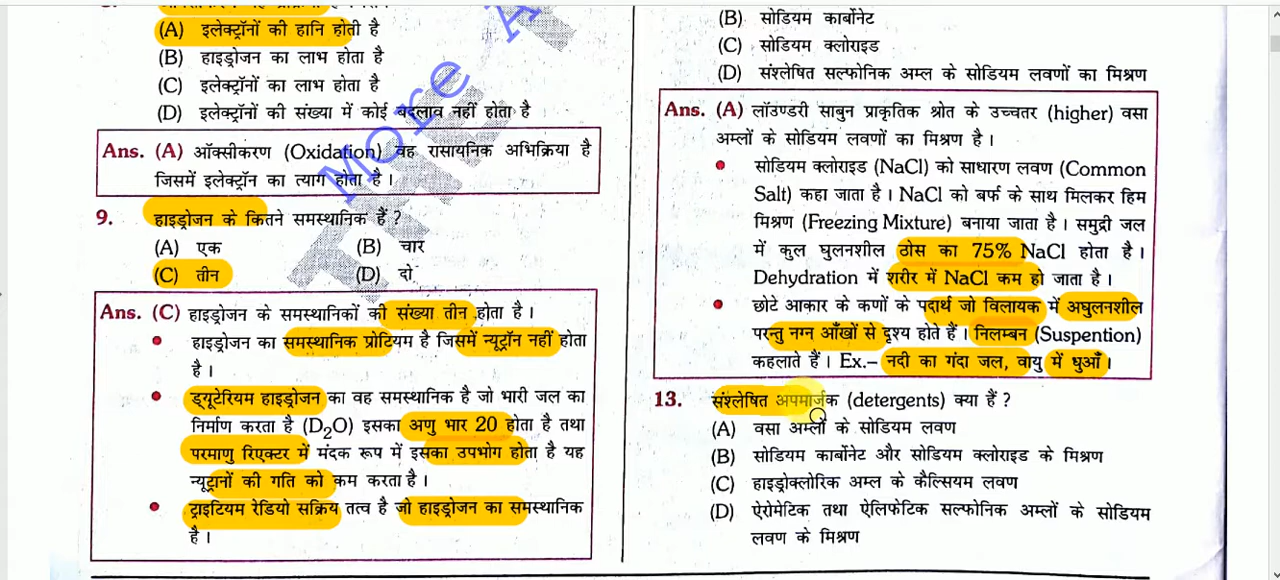 (A) इलेक्ट्रॉनों की हानि होती है
(B) हाइड्रोजन का लाभ होता है
(C) इलेक्ट्रॉनों का लाभ होता है
(D) इलेक्ट्रॉनों की संख्या में कोई बदलाव नहीं होता है
Ans. (A) ऑक्सीकरण (Oxidation) वह रासायनिक अभिक्रिया है
जिसमें इलेक्ट्रॉन का त्याग होता है।
9. हाइड्रोजन के कितने समस्थानिक हैं ?
(A) एक (B) चार
(C) तीन (D) दो
Ans. (C) हाइड्रोजन के समस्थानिकों की संख्या तीन होता है।
• हाइड्रोजन का समस्थानिक प्रोटियम है जिसमें न्यूट्रॉन नहीं होता
है।
• ड्यूटेरियम हाइड्रोजन का वह समस्थानिक है जो भारी जल का
निर्माण करता है (D₂O) इसका अणु भार 20 होता है तथा
परमाणु रिएक्टर में मंदक रूप में इसका उपभोग होता है यह
न्यूट्रानों की गति को कम करता है।
• ट्राइटियम रेडियो सक्रिय तत्व है जो हाइड्रोजन का समस्थानिक
है।
More
(B) सोडियम कार्बोनेट
(C) सोडियम क्लोराइड
(D) संश्लेषित सल्फोनिक अम्ल के सोडियम लवणों का मिश्रण
Ans. (A) लॉउण्डरी साबुन प्राकृतिक श्रोत के उच्चतर (higher) वसा
अम्लों के सोडियम लवणों का मिश्रण है।
• सोडियम क्लोराइड (NaCl) को साधारण लवण (Common
Salt) कहा जाता है। NaCl को बर्फ के साथ मिलकर हिम
मिश्रण (Freezing Mixture) बनाया जाता है। समुद्री जल
में कुल घुलनशील ठोस का 75% NaCl होता है।
Dehydration में शरीर में NaCl कम हो जाता है।
• छोटे आकार के कणों के पदार्थ जो विलायक में अघुलनशील
परन्तु नग्न आँखों से दृश्य होते हैं। निलम्बन (Suspention)
कहलाते हैं। Ex.– नदी का गंदा जल, वायु में धुआँ।
13. संश्लेषित अपमार्जक (detergents) क्या हैं ?
(A) वसा अम्लों के सोडियम लवण
(B) सोडियम कार्बोनेट और सोडियम क्लोराइड के मिश्रण
(C) हाइड्रोक्लोरिक अम्ल के कैल्सियम लवण
(D) ऐरोमेटिक तथा ऐलिफेटिक सल्फोनिक अम्लों के सोडियम
लवण के मिश्रण